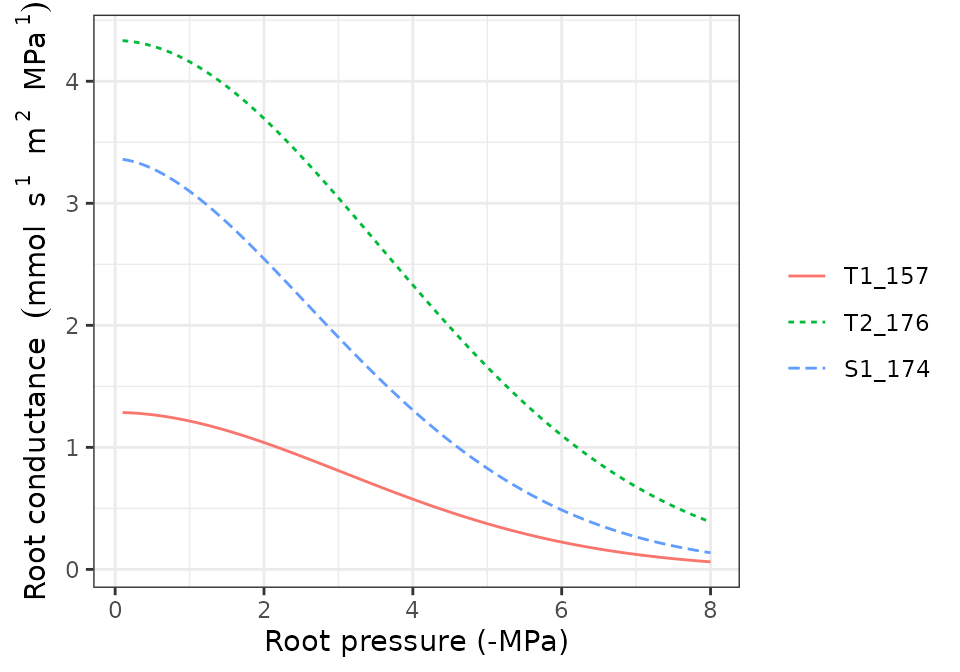 Root conductance (mmol s¹ m² MPa¹)
4
3
2
1
0
0 2 4 6 8
Root pressure (-MPa)
T1_157
T2_176
S1_174